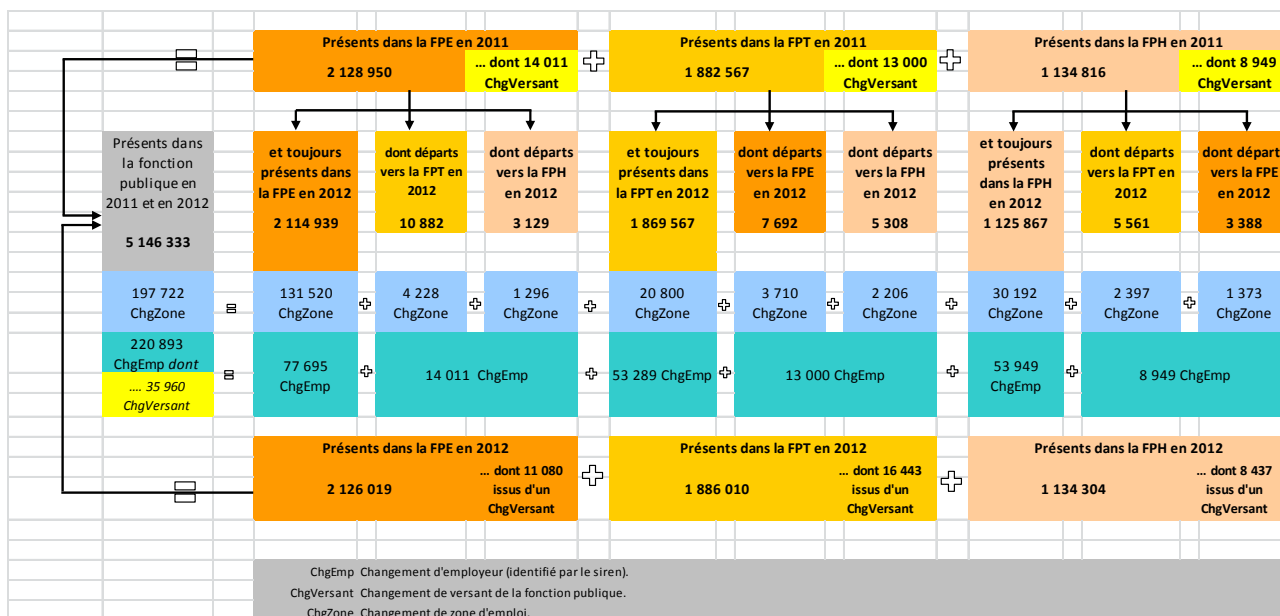 Présents dans la FPE en 2011
2 128 950
... dont 14 011
ChgVersant
Présents dans la FPT en 2011
1 882 567
... dont 13 000
ChgVersant
Présents dans la FPH en 2011
1 134 816
... dont 8 949
ChgVersant
Présents dans
la fonction
publique en
2011 et en 2012
5 146 333
et toujours
présents dans
la FPE en 2012
2 114 939
dont départs
vers la FPT en
2012
10 882
dont départs
vers la FPH
en 2012
3 129
et toujours
présents dans
la FPT en 2012
1 869 567
dont départs
vers la FPE
en 2012
7 692
dont départs
vers la FPH
en 2012
5 308
et toujours
présents
dans la FPH
en 2012
1 125 867
dont départs
vers la FPT en
2012
5 561
dont départs
vers la FPE
en 2012
3 388
197 722
ChgZone
131 520
ChgZone
4 228
ChgZone
1 296
ChgZone
20 800
ChgZone
3 710
ChgZone
2 206
ChgZone
30 192
ChgZone
2 397
ChgZone
1 373
ChgZone
220 893
ChgEmp dont
.... 35 960
ChgVersant
77 695
ChgEmp
14 011 ChgEmp
53 289 ChgEmp
13 000 ChgEmp
53 949
ChgEmp
8 949 ChgEmp
Présents dans la FPE en 2012
2 126 019
... dont 11 080
issus d'un
ChgVersant
Présents dans la FPT en 2012
1 886 010
... dont 16 443
issus d'un
ChgVersant
Présents dans la FPH en 2012
1 134 304
... dont 8 437
issus d'un
ChgVersant
ChgEmp Changement d'employeur (identifié par le siren).
ChgVersant Changement de versant de la fonction publique.
ChgZone Changement de zone d'emploi.